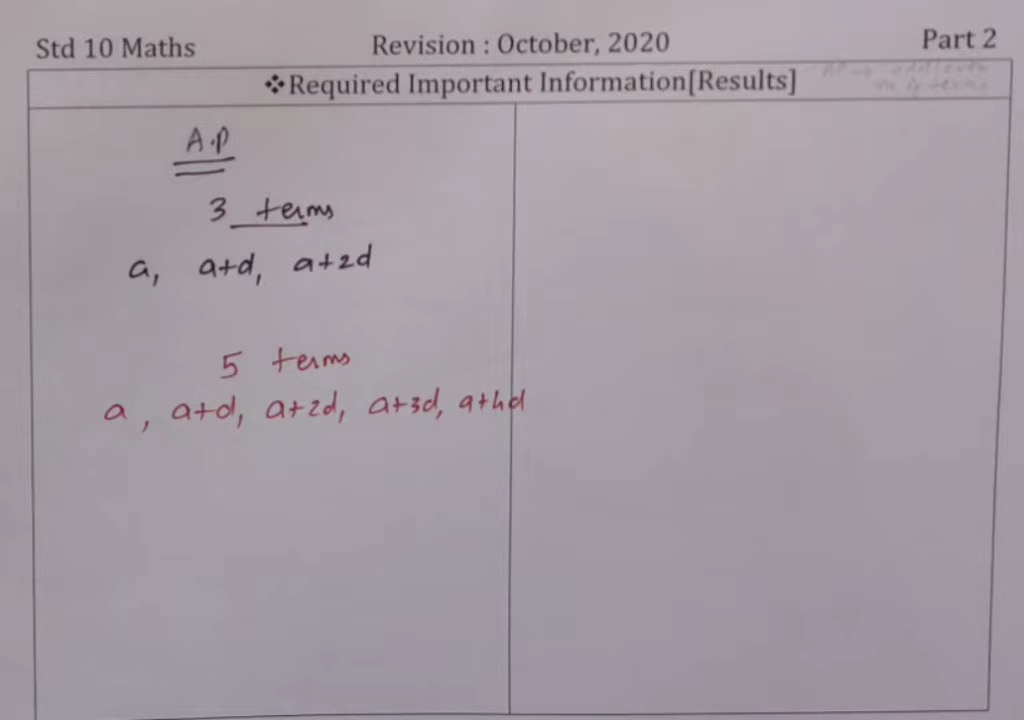 Std 10 Maths Revision : October, 2020 Part 2
❖Required Important Information[Results]
A.P
3 terms
a, a+d, a+2d
5 terms
a, a+d, a+2d, a+3d, a+4d